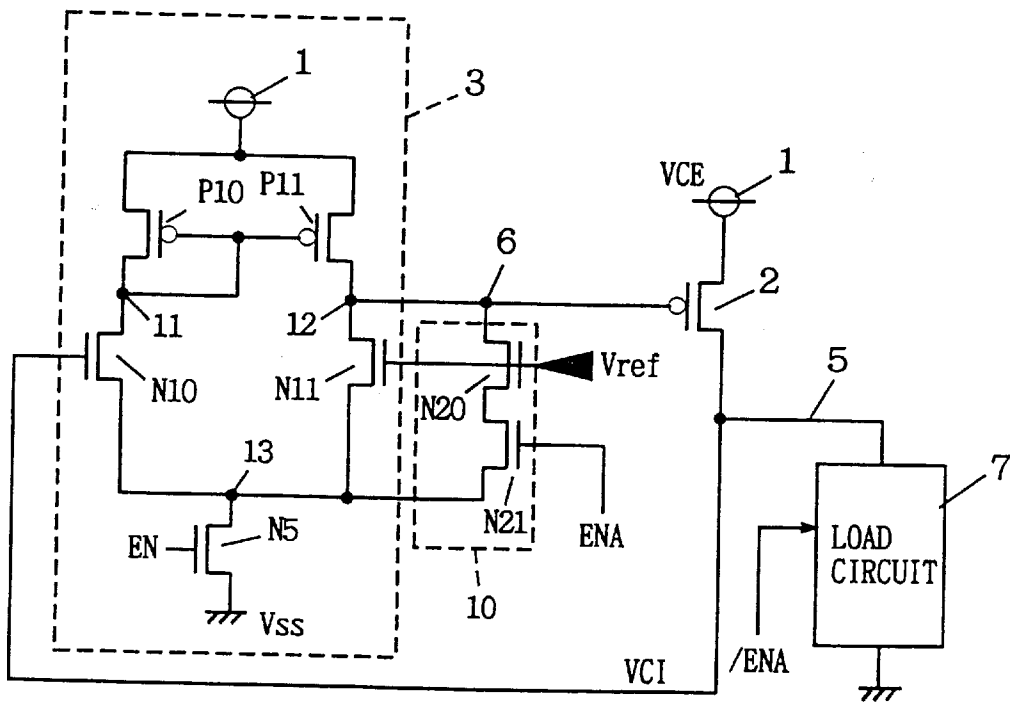 1
3
P10
P11
VCE
1
6
2
11
12
N10
N11
N20
Vref
5
13
7
EN
N5
N21
ENA
LOAD
CIRCUIT
10
Vss
VCI
/ENA